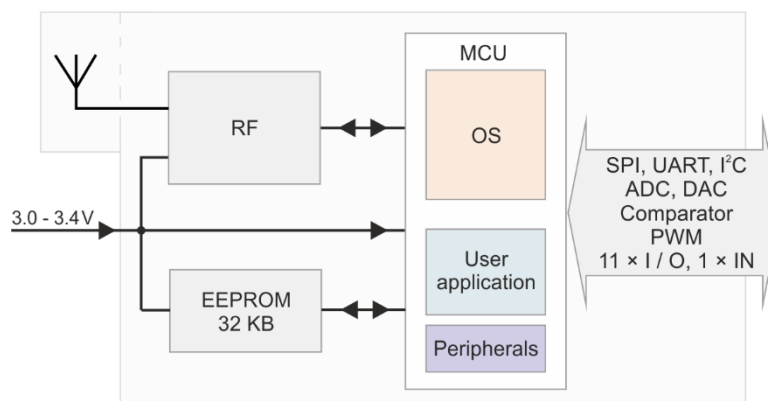 MCU
RF
OS
SPI, UART, I²C
ADC, DAC
Comparator
PWM
11 × I / O, 1 × IN
3.0 - 3.4 V
User
application
EEPROM
32 KB
Peripherals